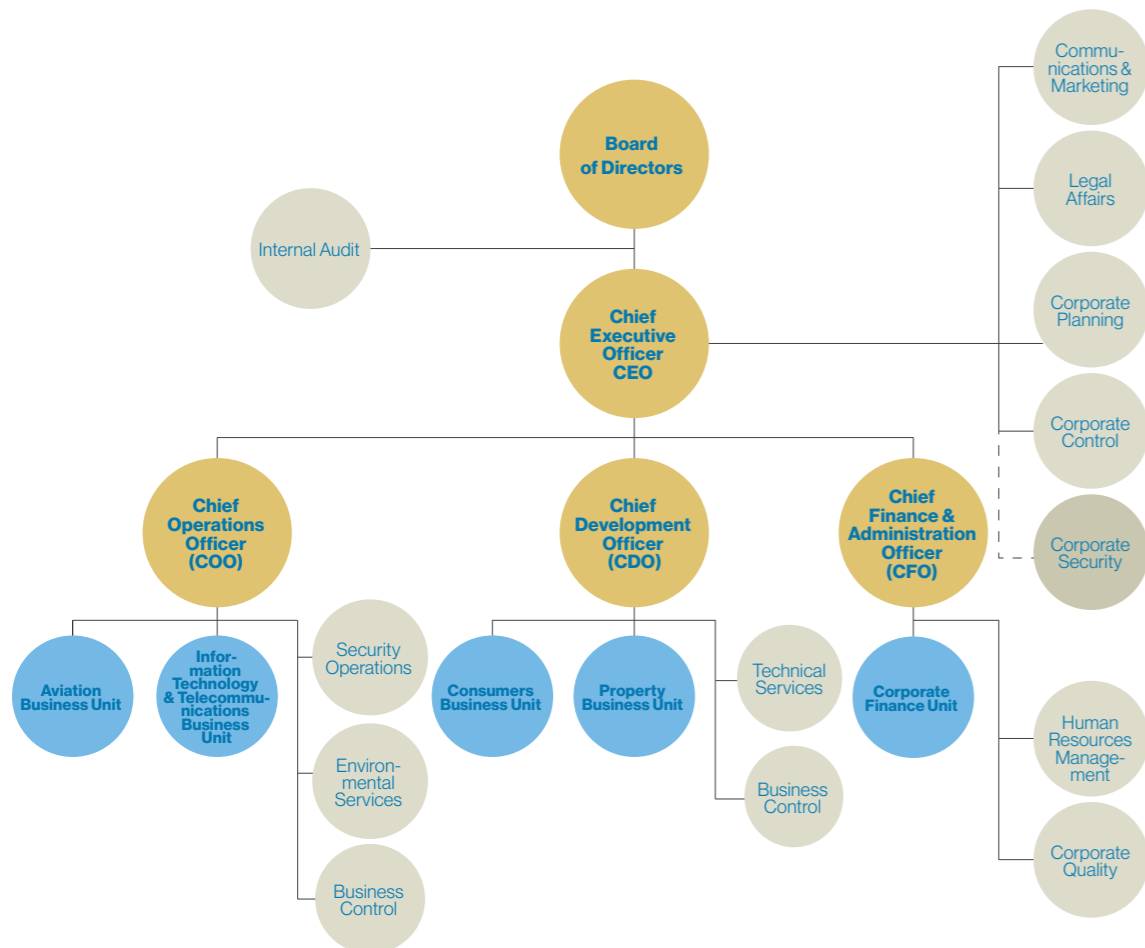 Commu-
nications &
Marketing
Board
of Directors
Legal
Affairs
Internal Audit
Corporate
Planning
Chief
Executive
Officer
CEO
Corporate
Control
Chief
Operations
Officer
(COO)
Chief
Development
Officer
(CDO)
Chief
Finance &
Administration
Officer
(CFO)
Corporate
Security
Aviation
Business Unit
Infor-
mation
Technology
& Telecommu-
nications
Business
Unit
Security
Operations
Consumers
Business Unit
Property
Business Unit
Technical
Services
Corporate
Finance Unit
Human
Resources
Manage-
ment
Environ-
mental
Services
Business
Control
Corporate
Quality
Business
Control